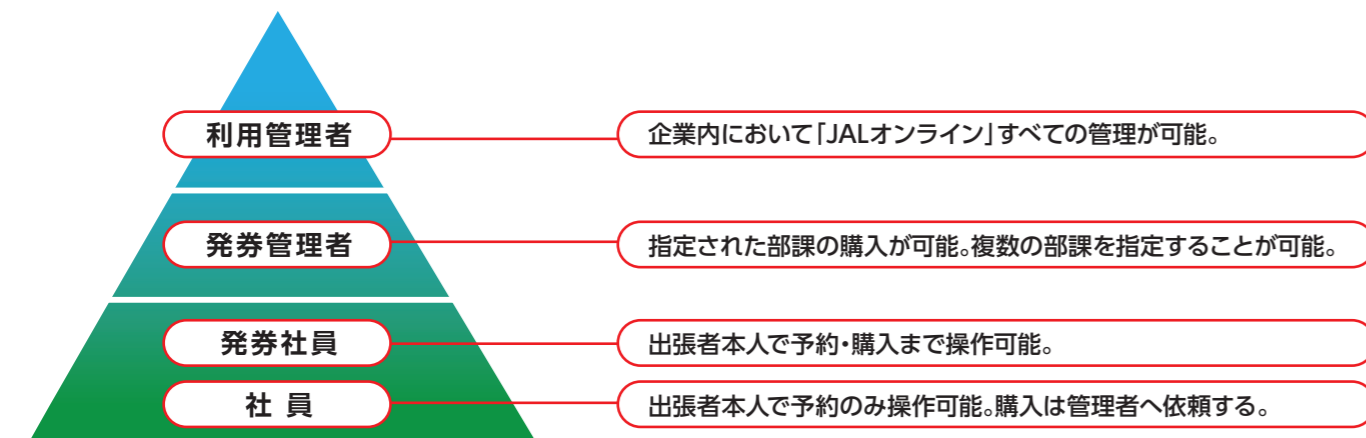 利用管理者
企業内において「JALオンライン」すべての管理が可能。
発券管理者
指定された部課の購入が可能。複数の部課を指定することが可能。
発券社員
出張者本人で予約・購入まで操作可能。
社 員
出張者本人で予約のみ操作可能。購入は管理者へ依頼する。